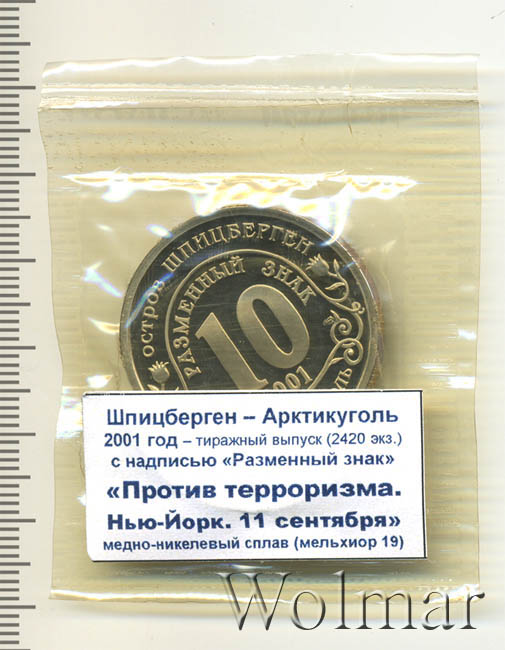 ОСТРОВ ШПИЦБЕРГЕН
РАЗМЕННЫЙ ЗНАК
10
Шпицберген – Арктикуголь
2001 год – тиражный выпуск (2420 экз.)
с надписью «Разменный знак»
«Против терроризма.
Нью-Йорк. 11 сентября»
медно-никелевый сплав (мельхиор 19)
Wolmar